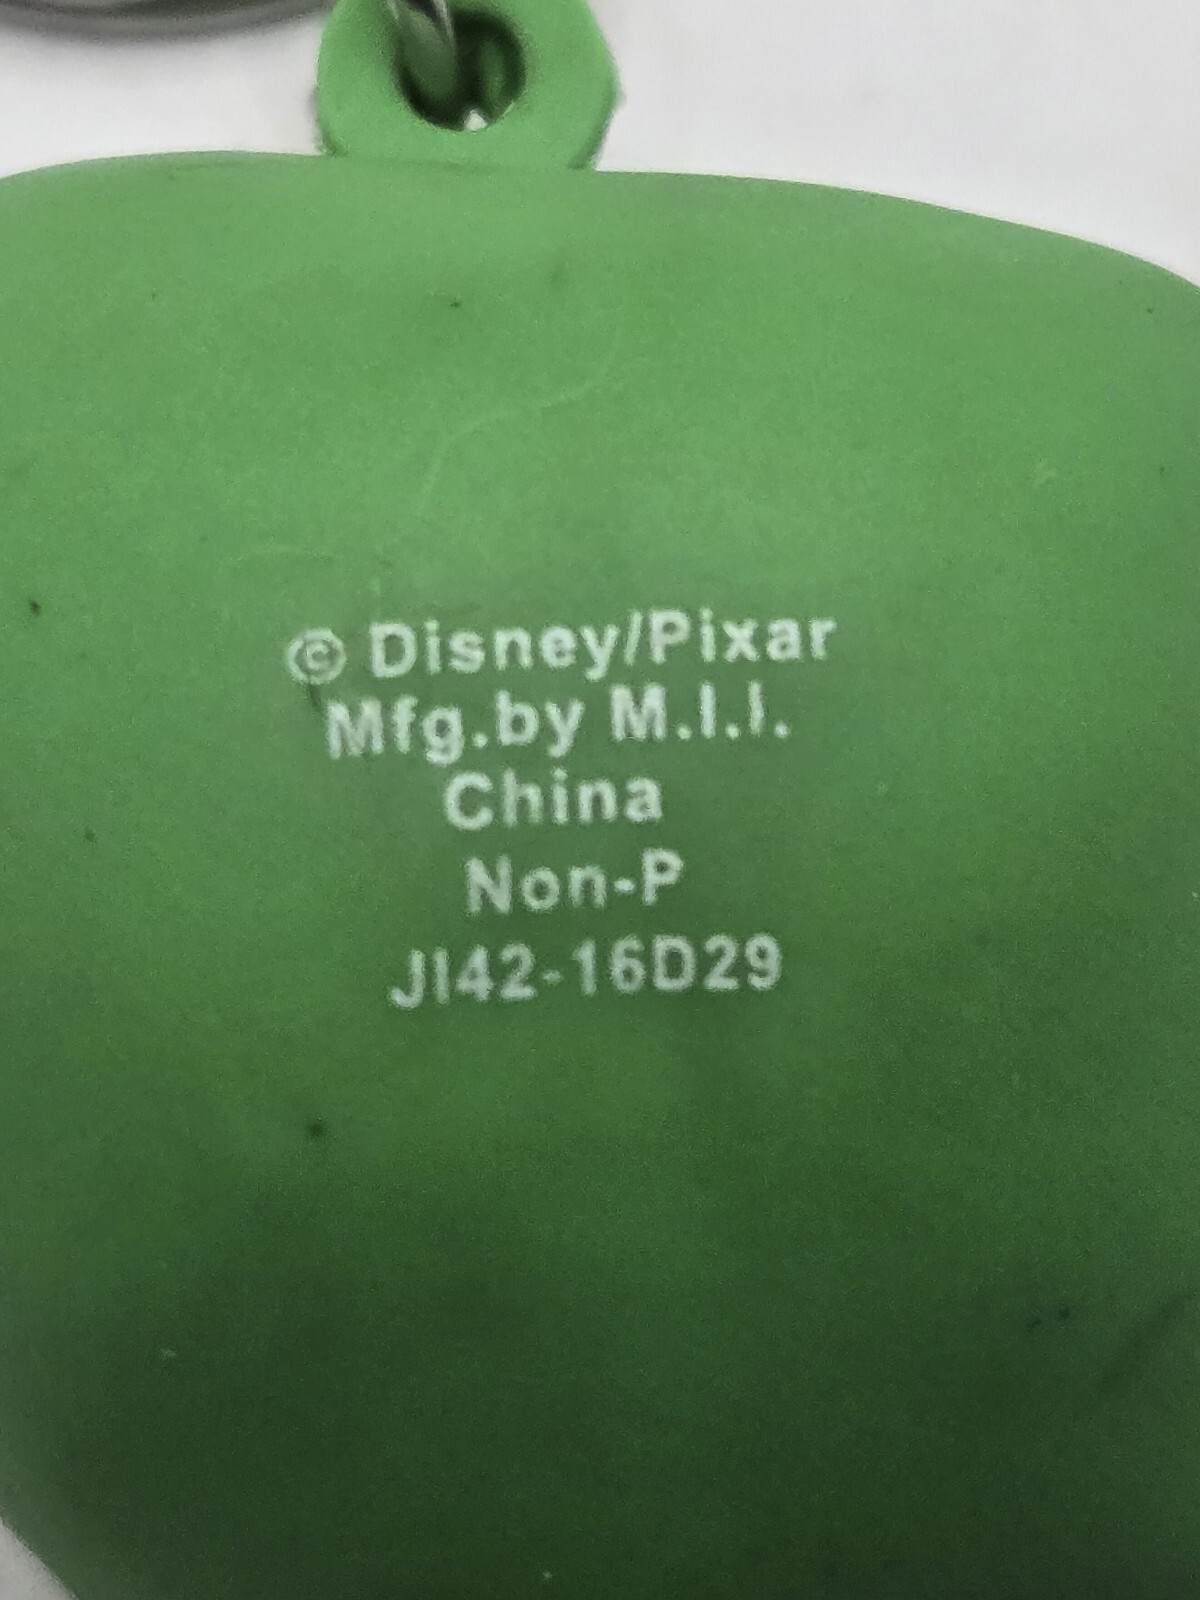 © Disney/Pixar
Mfg.by M.I.I.
China
Non-P
JI42-16D29